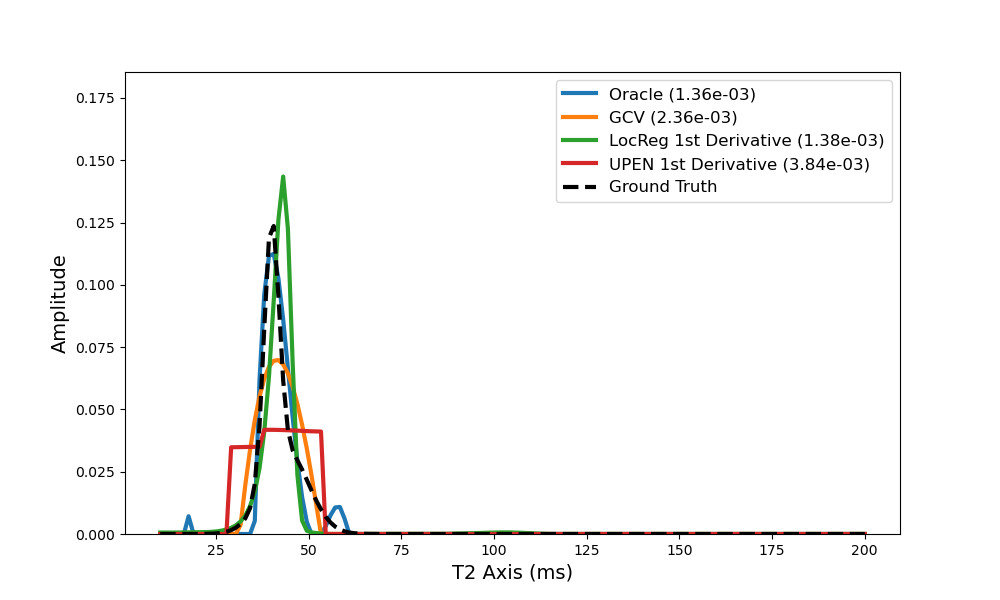 Oracle (1.36e-03)
GCV (2.36e-03)
LocReg 1st Derivative (1.38e-03)
UPEN 1st Derivative (3.84e-03)
Ground Truth
Amplitude
0.175
0.150
0.125
0.100
0.075
0.050
0.025
0.000
25 50 75 100 125 150 175 200
T2 Axis (ms)